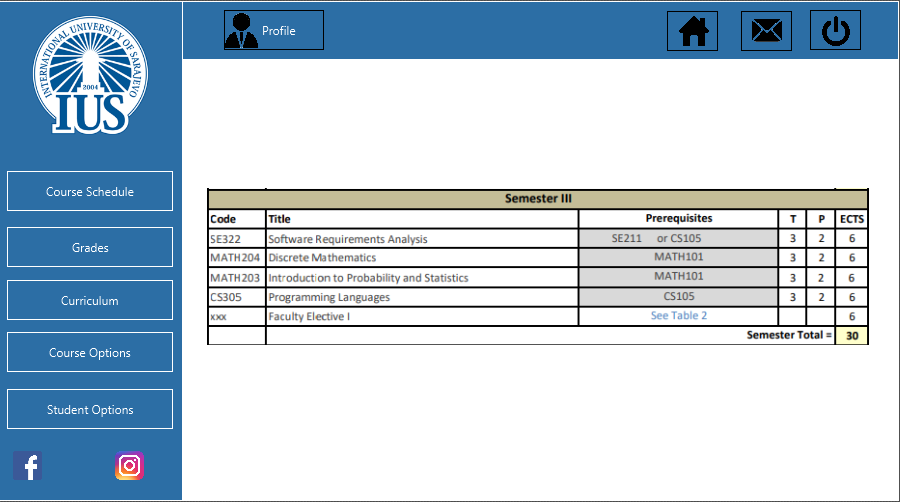 INTERNATIONAL UNIVERSITY OF SARAJEVO
2004
IUS
Profile
Course Schedule
Grades
Curriculum
Course Options
Student Options
Semester III
Code Title Prerequisites T P ECTS
SE322 Software Requirements Analysis SE211 or CS105 3 2 6
MATH204 Discrete Mathematics MATH101 3 2 6
MATH203 Introduction to Probability and Statistics MATH101 3 2 6
CS305 Programming Languages CS105 3 2 6
xxx Faculty Elective I See Table 2 6
Semester Total = 30